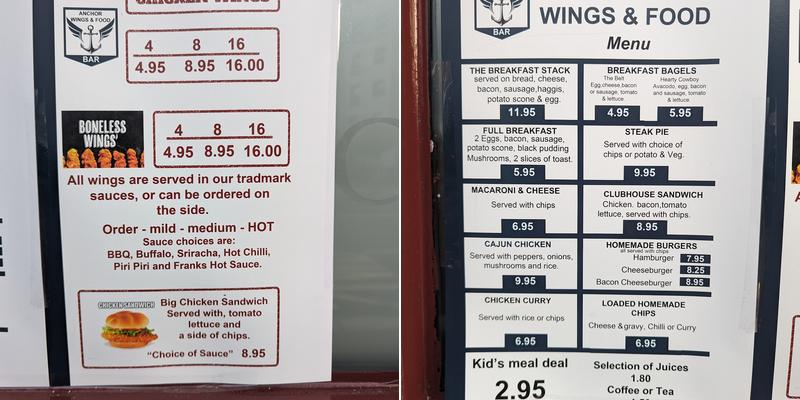 CHICKEN WINGS
ANCHOR
WINGS & FOOD
BAR
4 8 16
4.95 8.95 16.00
BONELESS
WINGS
4 8 16
4.95 8.95 16.00
All wings are served in our tradmark
sauces, or can be ordered on
the side.
Order - mild - medium - HOT
Sauce choices are:
BBQ, Buffalo, Sriracha, Hot Chilli,
Piri Piri and Franks Hot Sauce.
CHICKEN SANDWICH
Big Chicken Sandwich
Served with, tomato
lettuce and
a side of chips.
"Choice of Sauce" 8.95
BAR
WINGS & FOOD
Menu
THE BREAKFAST STACK
served on bread, cheese,
bacon, sausage,haggis,
potato scone & egg.
11.95
BREAKFAST BAGELS
The Belt
Egg,cheese,bacon
or sausage, tomato
& lettuce
4.95
Hearty Cowboy
Avacodo, egg, bacon
and sausage, tomato
& lettuce
5.95
FULL BREAKFAST
2 Eggs, bacon, sausage,
potato scone, black pudding
Mushrooms, 2 slices of toast.
5.95
STEAK PIE
Served with choice of
chips or potato & Veg.
9.95
MACARONI & CHEESE
Served with chips
6.95
CLUBHOUSE SANDWICH
Chicken. bacon,tomato
lettuce, served with chips.
8.95
CAJUN CHICKEN
Served with peppers, onions,
mushrooms and rice.
9.95
HOMEMADE BURGERS
all served with chips
Hamburger 7.95
Cheeseburger 8.25
Bacon Cheeseburger 8.95
CHICKEN CURRY
Served with rice or chips
6.95
LOADED HOMEMADE
CHIPS
Cheese &gravy, Chilli or Curry
6.95
Kid's meal deal
2.95
Selection of Juices
1.80
Coffee or Tea